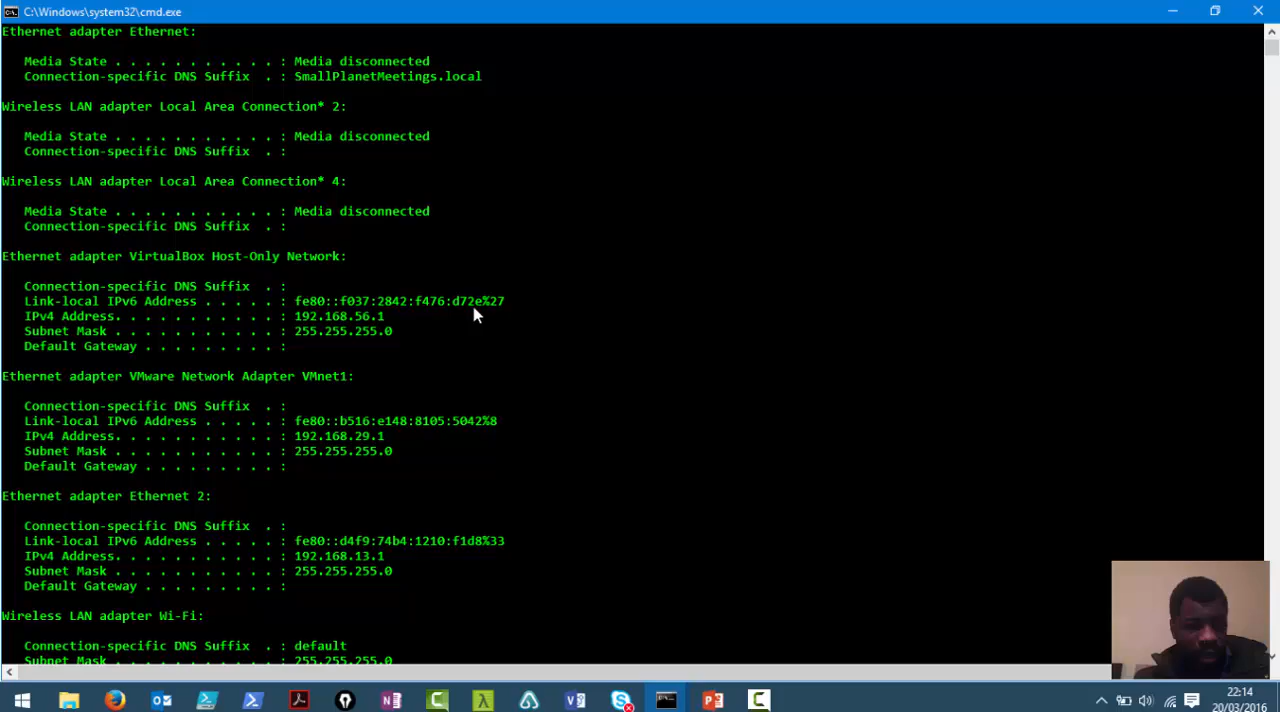 C:\Windows\system32\cmd.exe
Ethernet adapter Ethernet:
Media State . . . . . . . . . . . : Media disconnected
Connection-specific DNS Suffix  . : SmallPlanetMeetings.local
Wireless LAN adapter Local Area Connection* 2:
Media State . . . . . . . . . . . : Media disconnected
Connection-specific DNS Suffix  . :
Wireless LAN adapter Local Area Connection* 4:
Media State . . . . . . . . . . . : Media disconnected
Connection-specific DNS Suffix  . :
Ethernet adapter VirtualBox Host-Only Network:
Connection-specific DNS Suffix  . :
Link-local IPv6 Address . . . . . : fe80::f037:2842:f476:d72e%27
IPv4 Address. . . . . . . . . . . : 192.168.56.1
Subnet Mask . . . . . . . . . . . : 255.255.255.0
Default Gateway . . . . . . . . . :
Ethernet adapter VMware Network Adapter VMnet1:
Connection-specific DNS Suffix  . :
Link-local IPv6 Address . . . . . : fe80::b516:e148:8105:5042%8
IPv4 Address. . . . . . . . . . . : 192.168.29.1
Subnet Mask . . . . . . . . . . . : 255.255.255.0
Default Gateway . . . . . . . . . :
Ethernet adapter Ethernet 2:
Connection-specific DNS Suffix  . :
Link-local IPv6 Address . . . . . : fe80::d4f9:74b4:1210:f1d8%33
IPv4 Address. . . . . . . . . . . : 192.168.13.1
Subnet Mask . . . . . . . . . . . : 255.255.255.0
Default Gateway . . . . . . . . . :
Wireless LAN adapter Wi-Fi:
Connection-specific DNS Suffix  . : default
Subnet Mask . . . . . . . . . . . : 255.255.255.0
22:14
20/03/2016